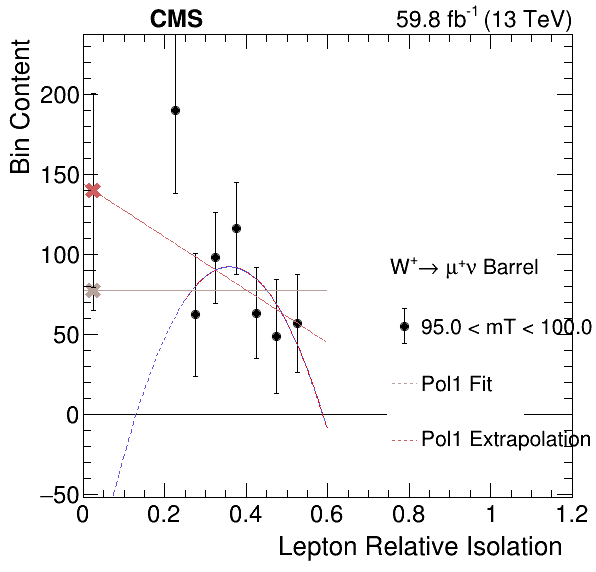 CMS
59.8 fb⁻¹ (13 TeV)
Bin Content
200
150
100
50
0
−50
W⁺→ μ⁺ν Barrel
95.0 < mT < 100.0
Pol1 Fit
Pol1 Extrapolation
0 0.2 0.4 0.6 0.8 1 1.2
Lepton Relative Isolation